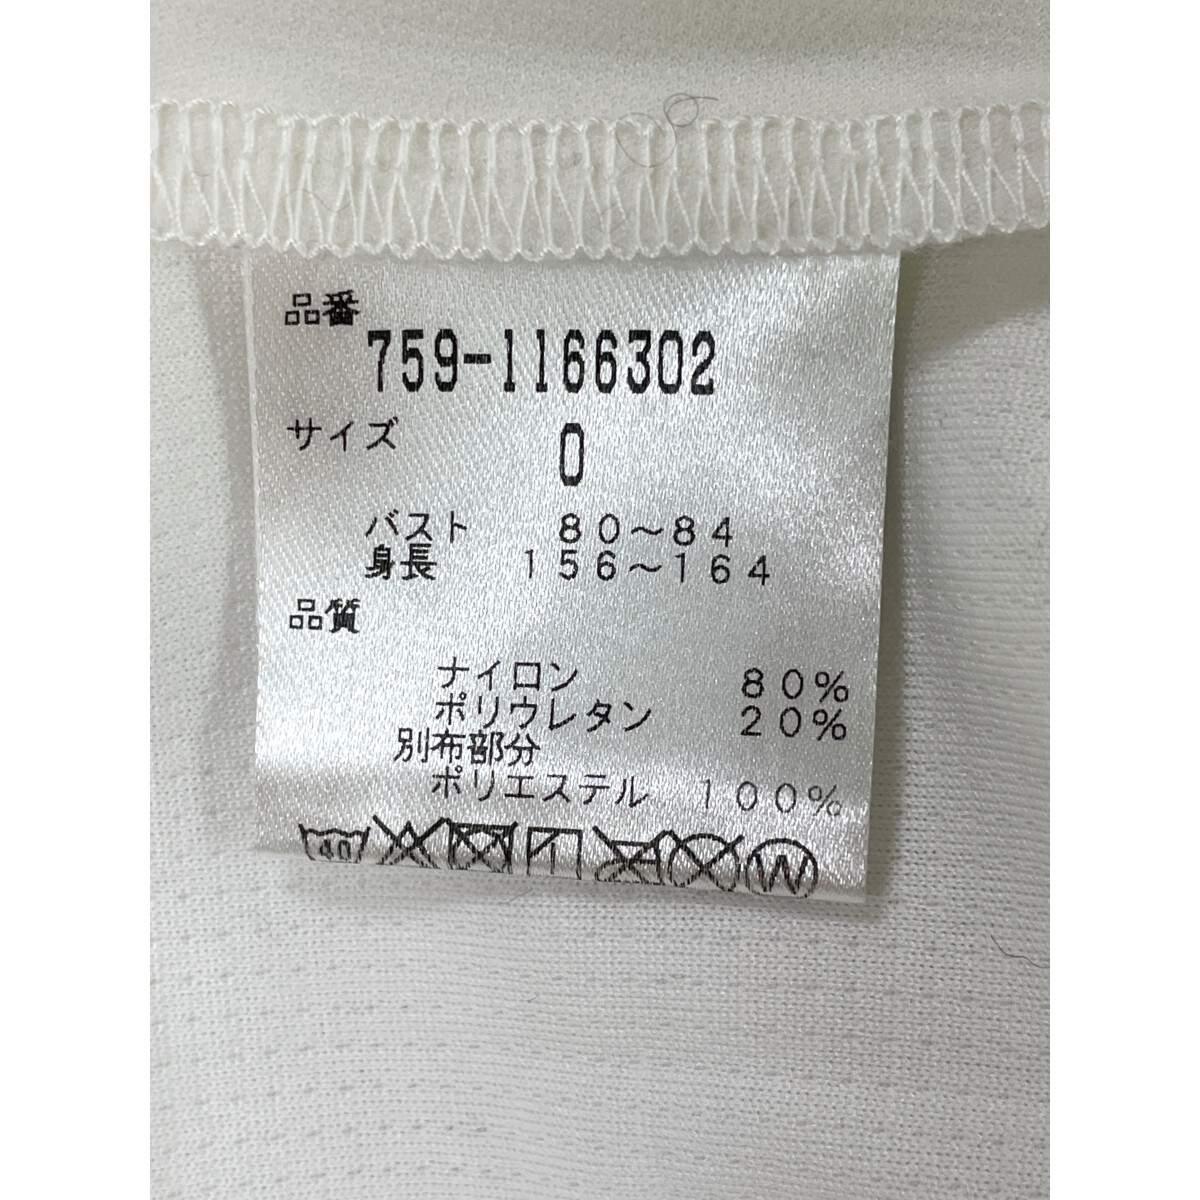 品番
759-1166302
サイズ
0
バスト 80～84
身長 156～164
品質
ナイロン 80%
ポリウレタン 20%
別布部分
ポリエステル 100%
40 W